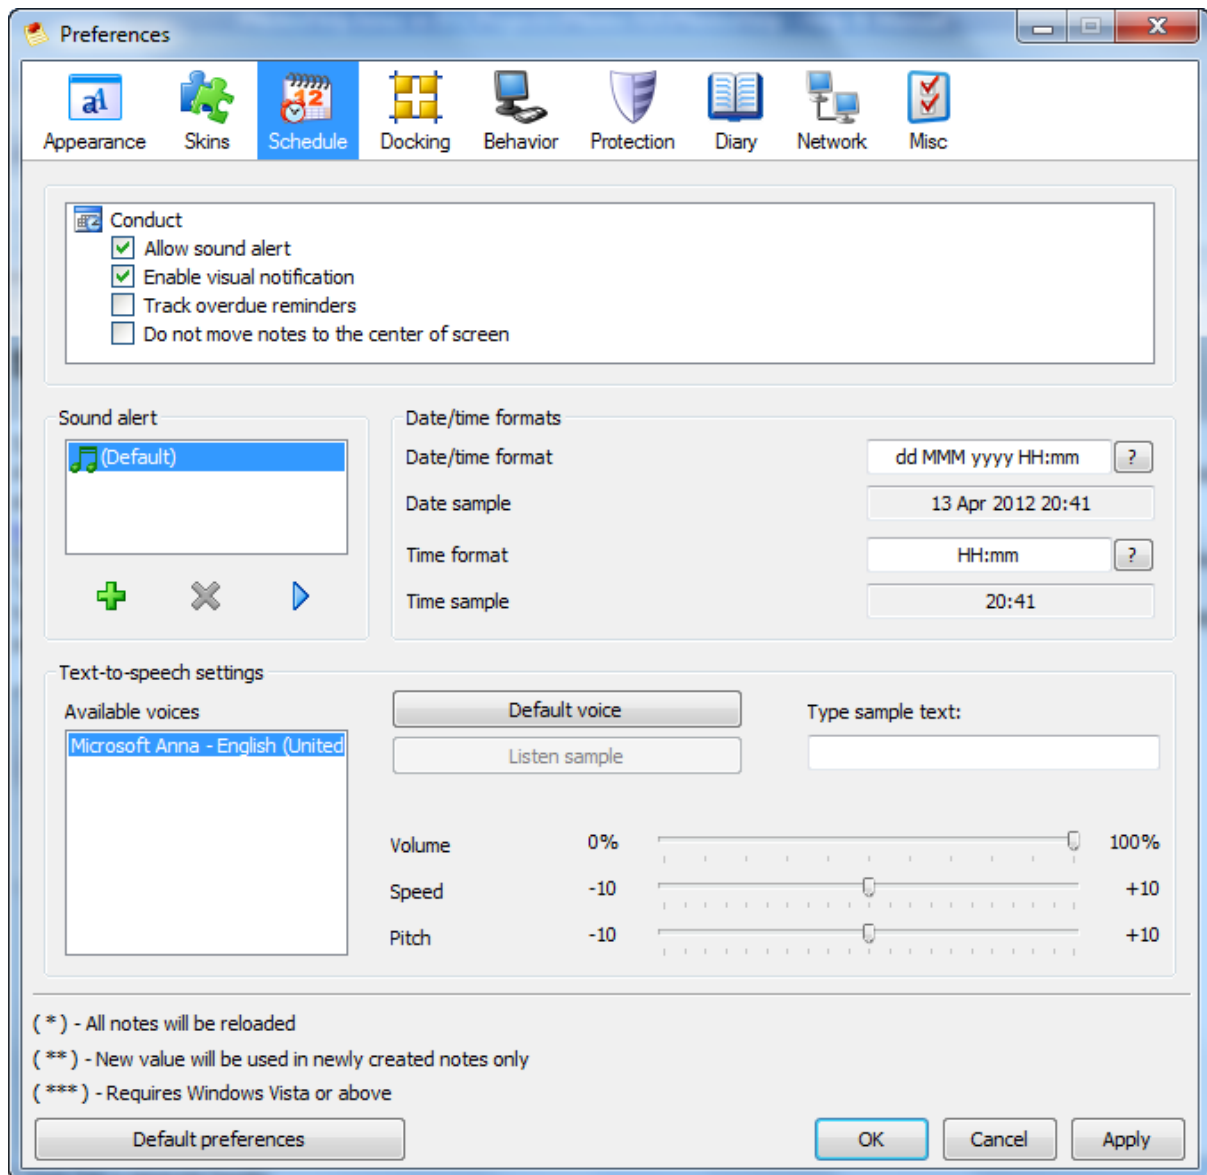 Preferences
Appearance Skins Schedule Docking Behavior Protection Diary Network Misc
Conduct
Allow sound alert
Enable visual notification
Track overdue reminders
Do not move notes to the center of screen
Sound alert
(Default)
Date/time formats
Date/time format dd MMM yyyy HH:mm ?
Date sample 13 Apr 2012 20:41
Time format HH:mm ?
Time sample 20:41
Text-to-speech settings
Available voices
Microsoft Anna - English (United
Default voice
Listen sample
Type sample text:
Volume 0% 100%
Speed -10 +10
Pitch -10 +10
( * ) - All notes will be reloaded
( ** ) - New value will be used in newly created notes only
( *** ) - Requires Windows Vista or above
Default preferences OK Cancel Apply